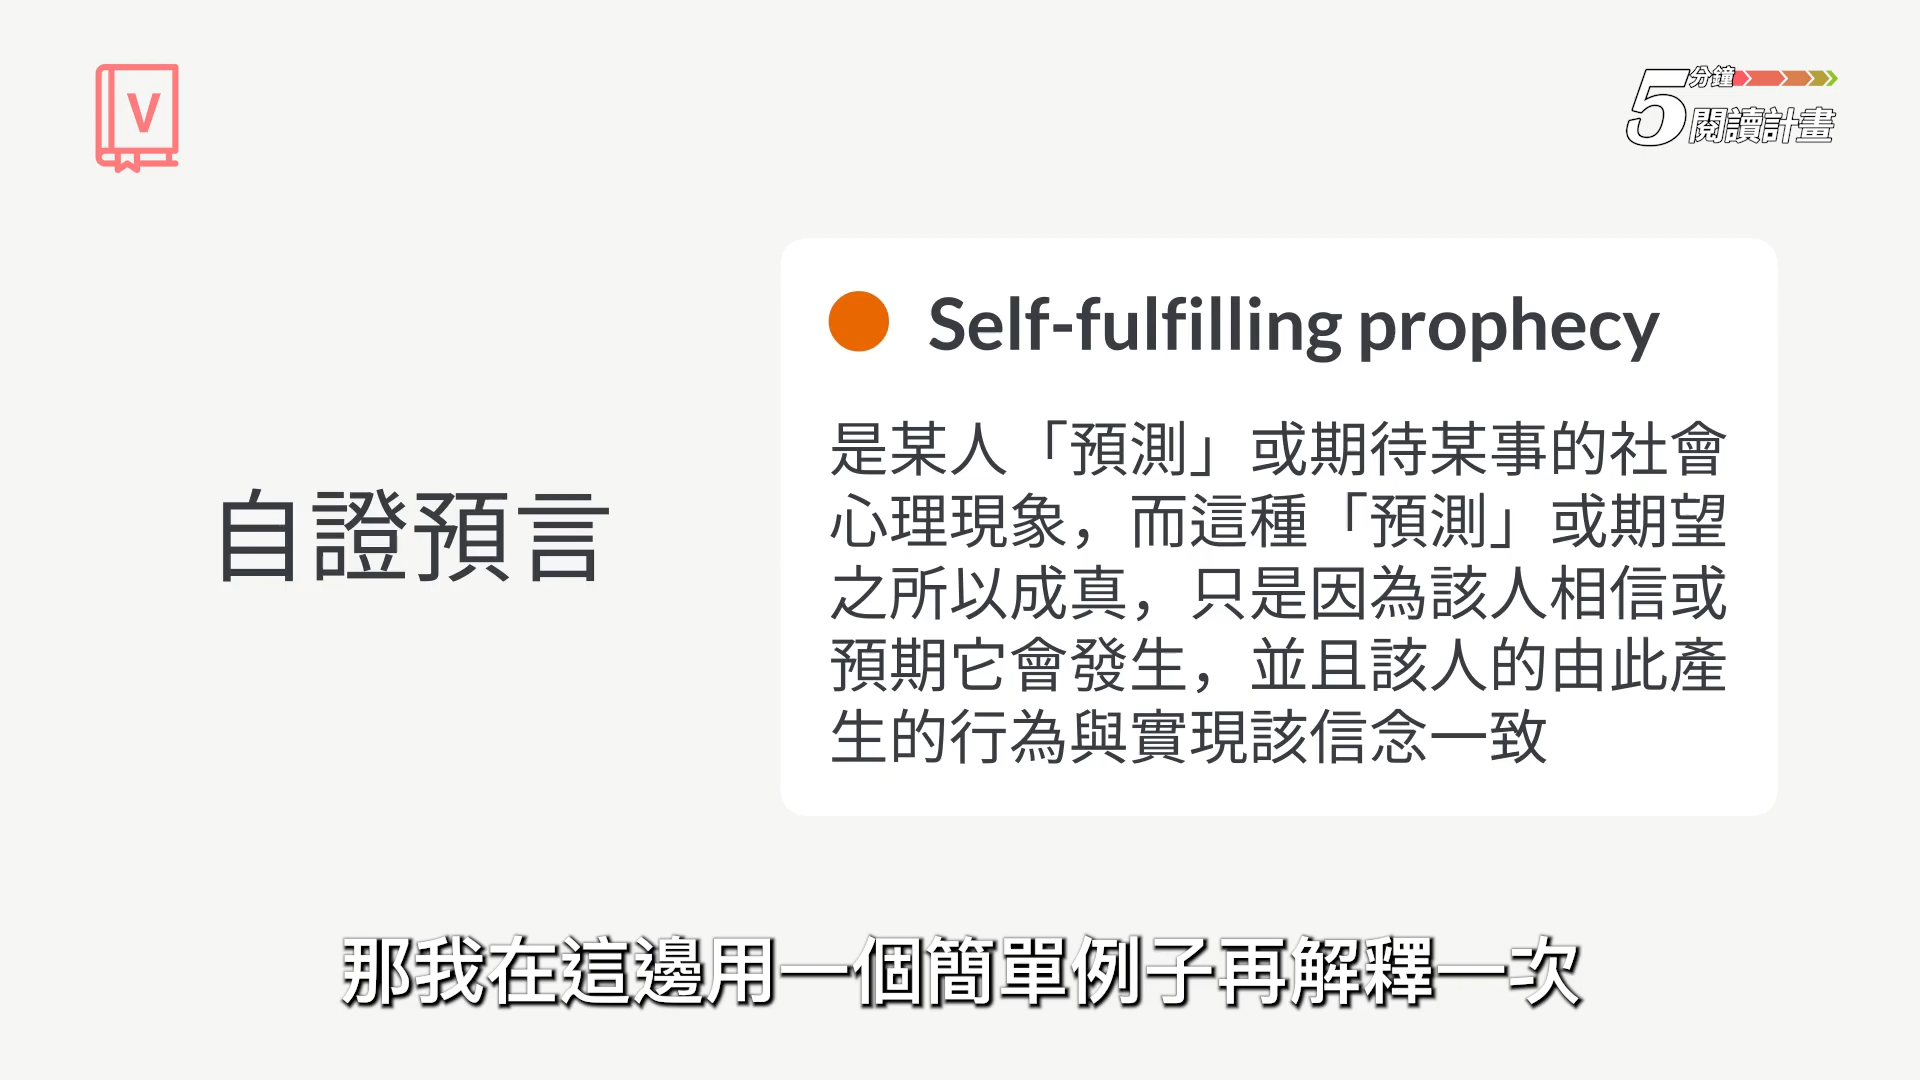 V
5分鐘
閱讀計畫
自證預言
Self-fulfilling prophecy
是某人「預測」或期待某事的社會
心理現象，而這種「預測」或期望
之所以成真，只是因為該人相信或
預期它會發生，並且該人的由此產
生的行為與實現該信念一致
那我在這邊用一個簡單例子再解釋一次